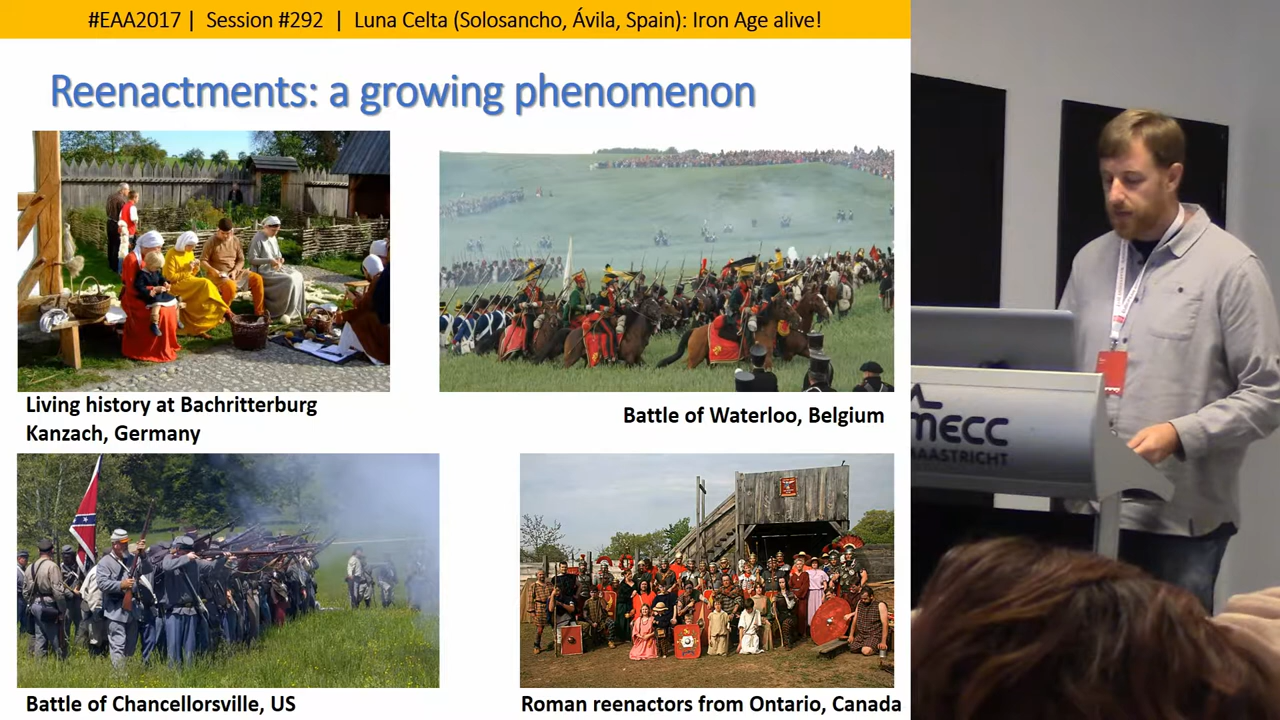 #EAA2017 | Session #292 | Luna Celta (Solosancho, Ávila, Spain): Iron Age alive!
Reenactments: a growing phenomenon
Living history at Bachritterburg
Kanzach, Germany
Battle of Waterloo, Belgium
Battle of Chancellorsville, US
Roman reenactors from Ontario, Canada
mecc
MAASTRICHT